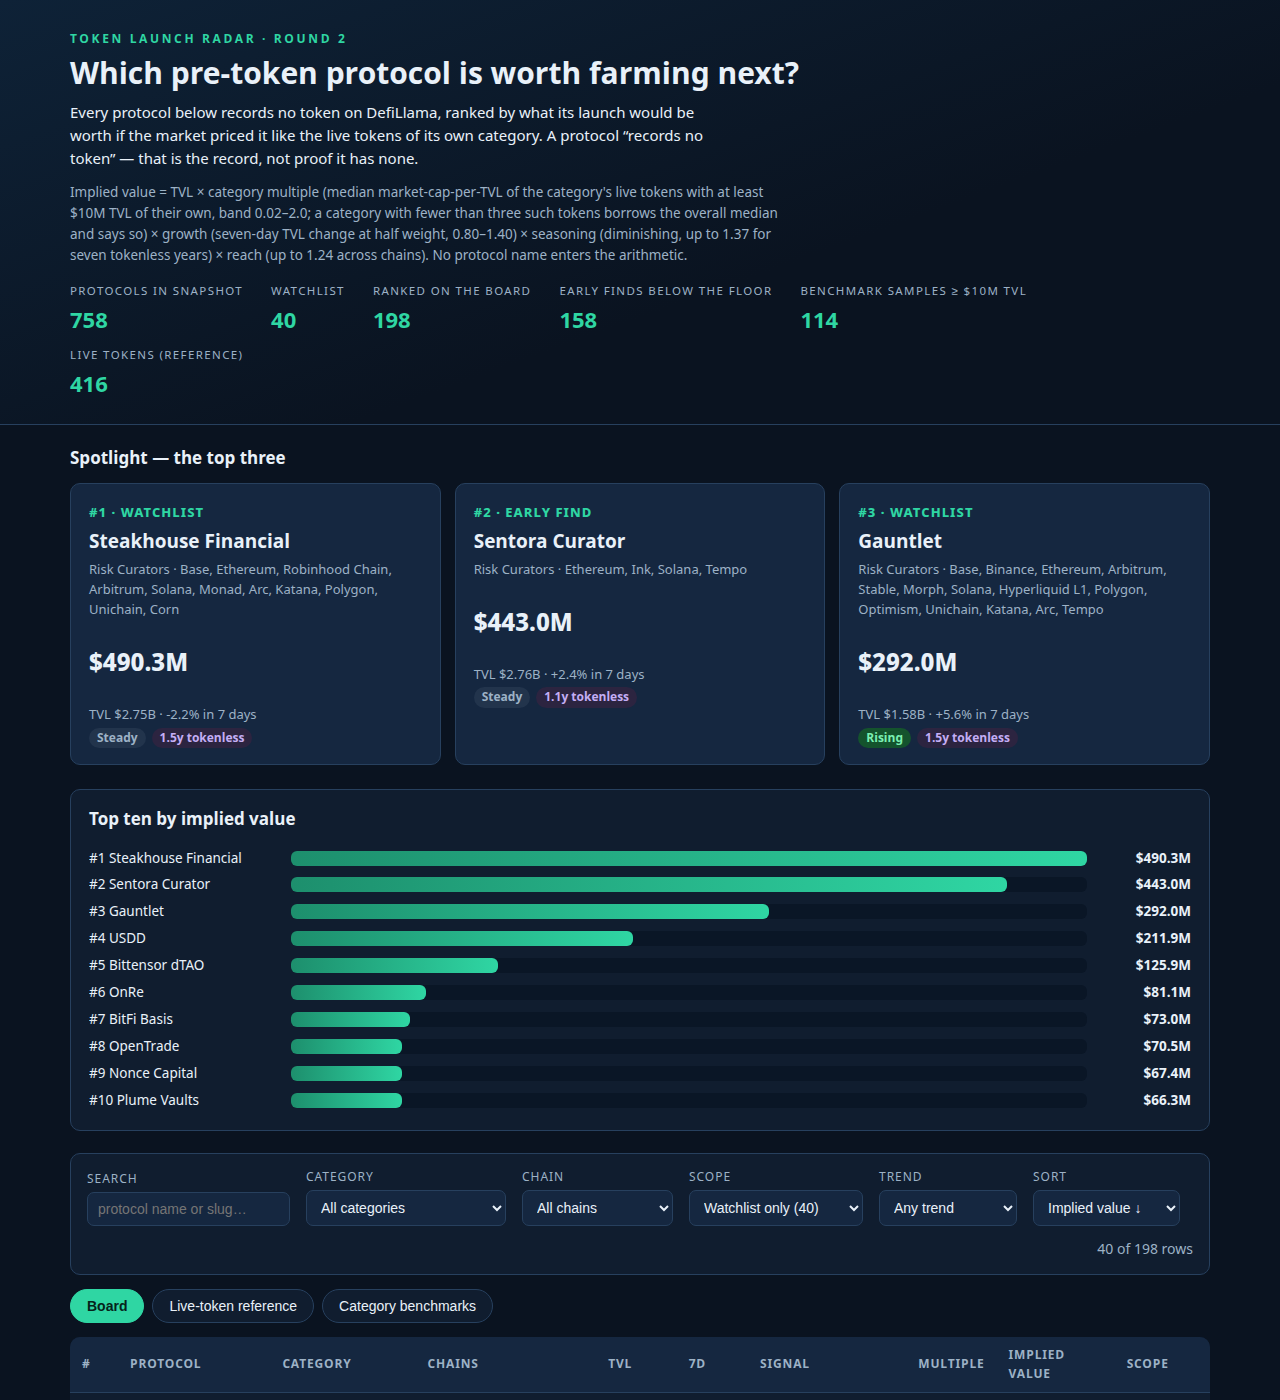 TOKEN LAUNCH RADAR · ROUND 2
Which pre-token protocol is worth farming next?
Every protocol below records no token on DefiLlama, ranked by what its launch would be
worth if the market priced it like the live tokens of its own category. A protocol “records no
token” — that is the record, not proof it has none.
Implied value = TVL × category multiple (median market-cap-per-TVL of the category's live tokens with at least
$10M TVL of their own, band 0.02–2.0; a category with fewer than three such tokens borrows the overall median
and says so) × growth (seven-day TVL change at half weight, 0.80–1.40) × seasoning (diminishing, up to 1.37 for
seven tokenless years) × reach (up to 1.24 across chains). No protocol name enters the arithmetic.
PROTOCOLS IN SNAPSHOT
758
WATCHLIST
40
RANKED ON THE BOARD
198
EARLY FINDS BELOW THE FLOOR
158
BENCHMARK SAMPLES ≥ $10M TVL
114
LIVE TOKENS (REFERENCE)
416
Spotlight — the top three
#1 · WATCHLIST
Steakhouse Financial
Risk Curators · Base, Ethereum, Robinhood Chain,
Arbitrum, Solana, Monad, Arc, Katana, Polygon,
Unichain, Corn
$490.3M
TVL $2.75B · -2.2% in 7 days
Steady 1.5y tokenless
#2 · EARLY FIND
Sentora Curator
Risk Curators · Ethereum, Ink, Solana, Tempo
$443.0M
TVL $2.76B · +2.4% in 7 days
Steady 1.1y tokenless
#3 · WATCHLIST
Gauntlet
Risk Curators · Base, Binance, Ethereum, Arbitrum,
Stable, Morph, Solana, Hyperliquid L1, Polygon,
Optimism, Unichain, Katana, Arc, Tempo
$292.0M
TVL $1.58B · +5.6% in 7 days
Rising 1.5y tokenless
Top ten by implied value
#1 Steakhouse Financial $490.3M
#2 Sentora Curator $443.0M
#3 Gauntlet $292.0M
#4 USDD $211.9M
#5 Bittensor dTAO $125.9M
#6 OnRe $81.1M
#7 BitFi Basis $73.0M
#8 OpenTrade $70.5M
#9 Nonce Capital $67.4M
#10 Plume Vaults $66.3M
SEARCH
protocol name or slug…
CATEGORY
All categories
CHAIN
All chains
SCOPE
Watchlist only (40)
TREND
Any trend
SORT
Implied value ↓
40 of 198 rows
Board Live-token reference Category benchmarks
# PROTOCOL CATEGORY CHAINS TVL 7D SIGNAL MULTIPLE IMPLIED VALUE SCOPE